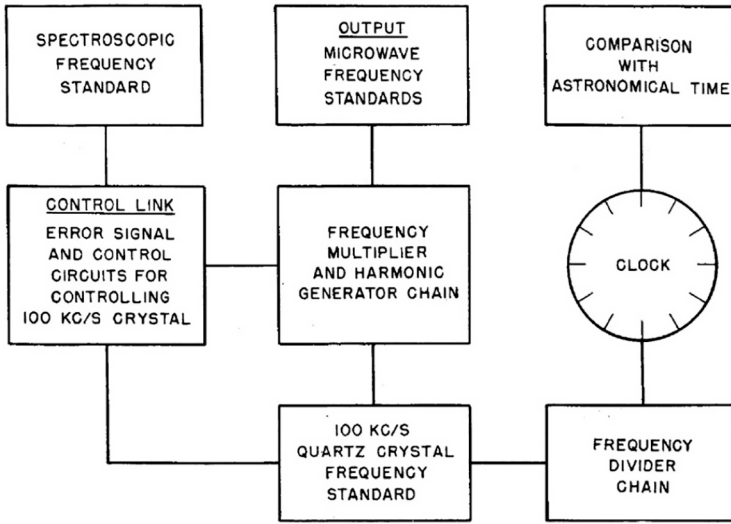 SPECTROSCOPIC
FREQUENCY
STANDARD
OUTPUT
MICROWAVE
FREQUENCY
STANDARDS
COMPARISON
WITH
ASTRONOMICAL TIME
CONTROL LINK
ERROR SIGNAL
AND CONTROL
CIRCUITS FOR
CONTROLLING
100 KC/S CRYSTAL
FREQUENCY
MULTIPLIER
AND HARMONIC
GENERATOR CHAIN
CLOCK
100 KC/S
QUARTZ CRYSTAL
FREQUENCY
STANDARD
FREQUENCY
DIVIDER
CHAIN